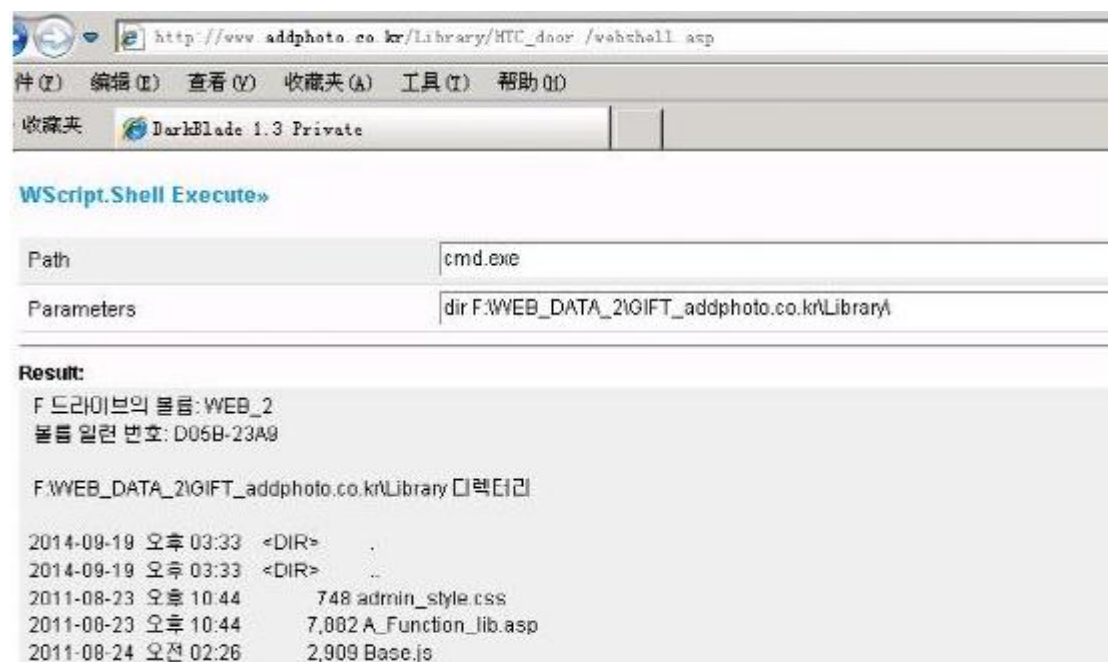 http://www.addphoto.co.kr/Library/MTC_door /webshell asp
件(F) 编辑(E) 查看(V) 收藏夹(A) 工具(T) 帮助(H)
收藏夹 DarkBlade 1.3 Private
WScript.Shell Execute»
Path cmd.exe
Parameters dir F:\WEB_DATA_2\GIFT_addphoto.co.kr\Library\
Result:
F 드라이브의 볼륨: WEB_2
볼륨 일련 번호: D05B-23A9
F:\WEB_DATA_2\GIFT_addphoto.co.kr\Library 디렉터리
2014-09-19 오후 03:33 <DIR> .
2014-09-19 오후 03:33 <DIR> ..
2011-08-23 오후 10:44 748 admin_style.css
2011-08-23 오후 10:44 7,082 A_Function_lib.asp
2011-08-24 오전 02:26 2,909 Base.js